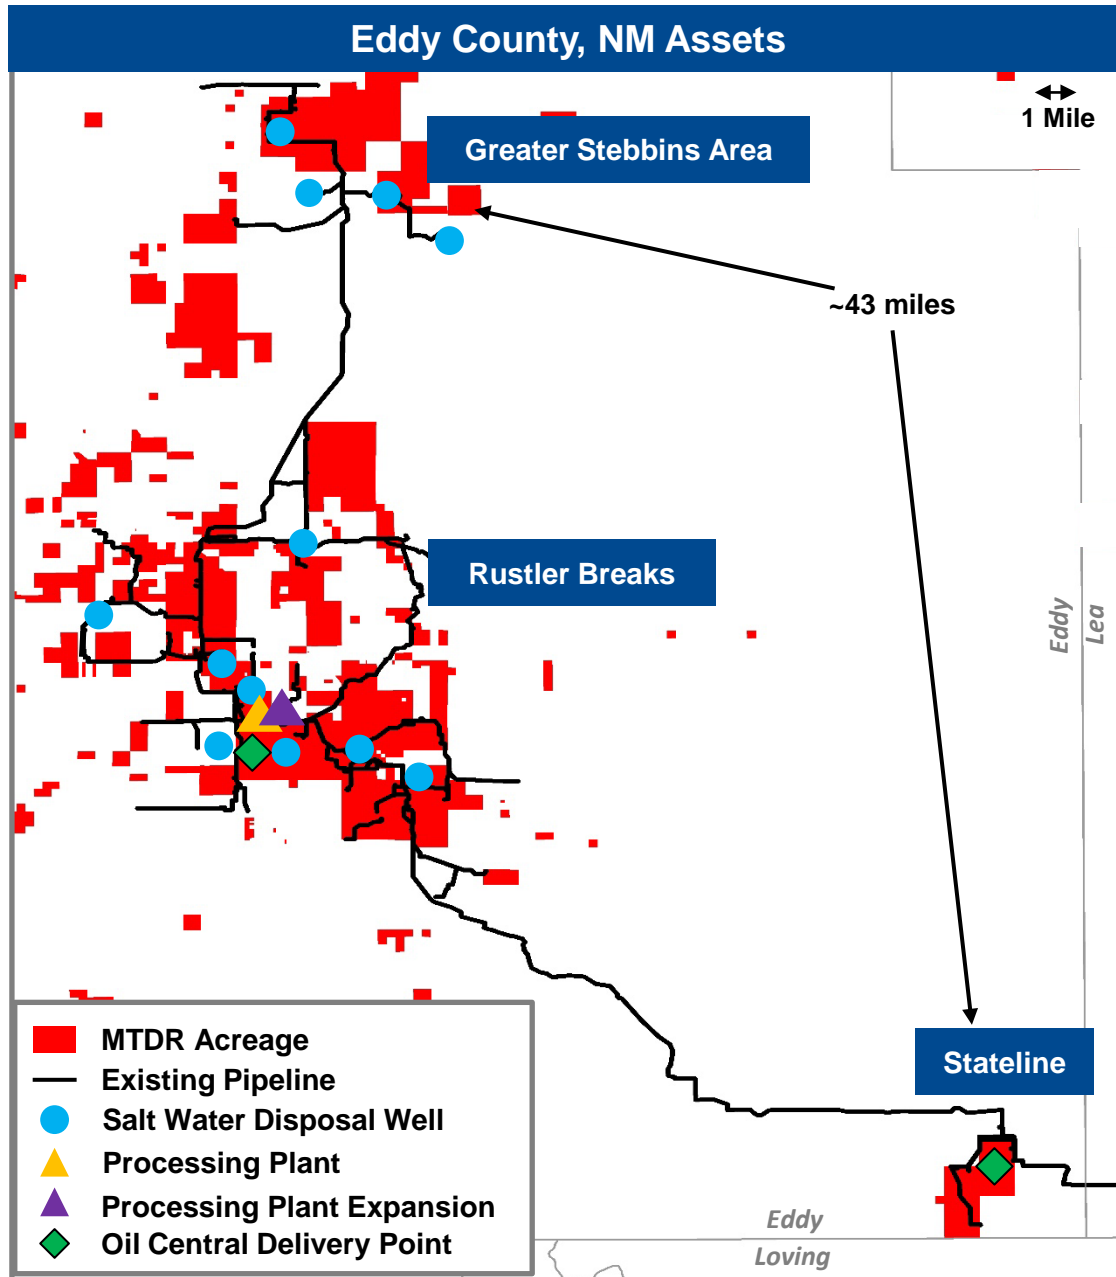 Eddy County, NM Assets
1 Mile
Greater Stebbins Area
~43 miles
Rustler Breaks
Eddy
Lea
Stateline
MTDR Acreage
Existing Pipeline
Salt Water Disposal Well
Processing Plant
Processing Plant Expansion
Oil Central Delivery Point
Eddy
Loving